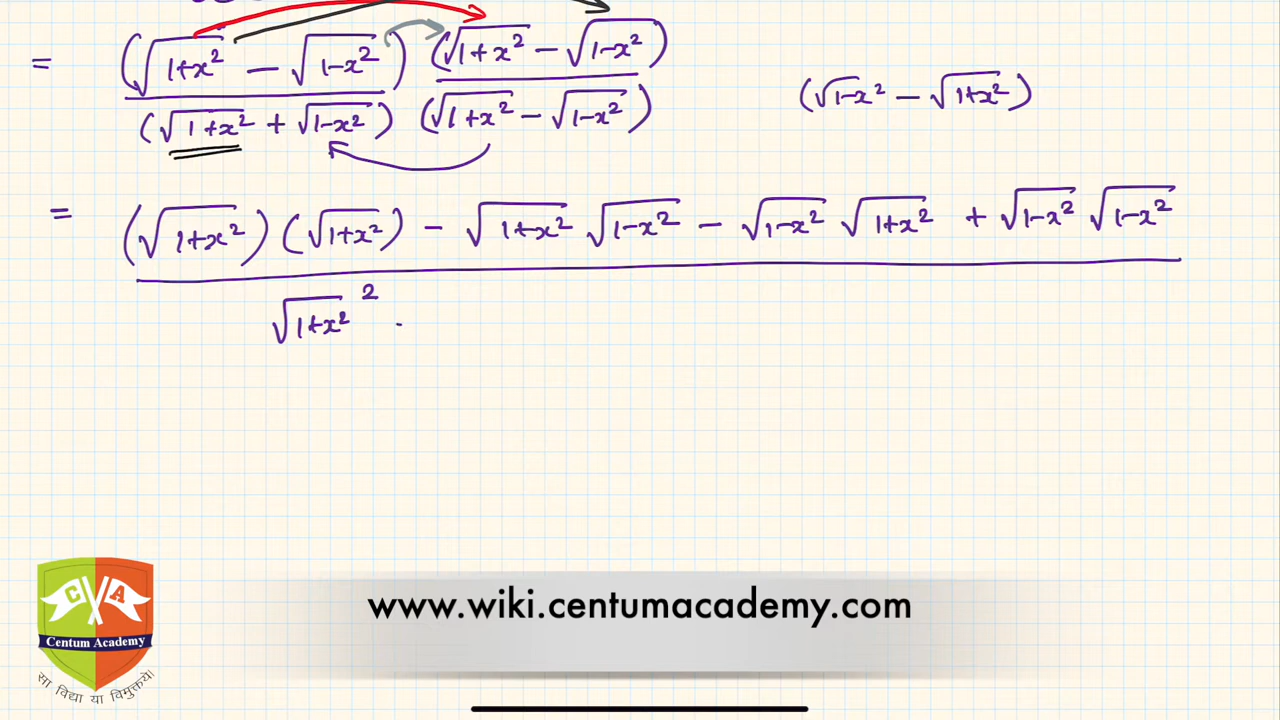 = (√1+x² − √1−x²) (√1+x² − √1−x²)
(√1+x² + √1−x²) (√1+x² − √1−x²)
(√1−x² − √1+x²)
= (√1+x²) (√1+x²) − √1+x² √1−x² − √1−x² √1+x² + √1−x² √1−x²
√1+x² ²
www.wiki.centumacademy.com
C A
Centum Academy
सा विद्या या विमुक्तये।